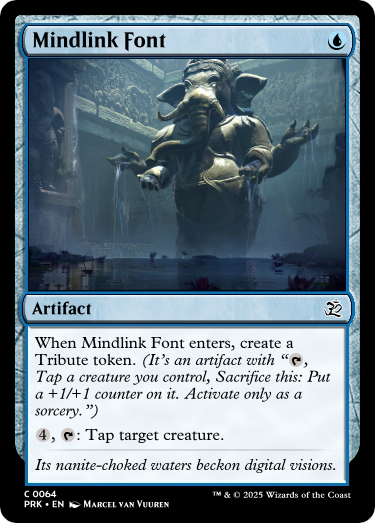 Mindlink Font
Artifact
When Mindlink Font enters, create a
Tribute token. (It's an artifact with “,
Tap a creature you control, Sacrifice this: Put
a +1/+1 counter on it. Activate only as a
sorcery.”)
4, : Tap target creature.
Its nanite-choked waters beckon digital visions.
C 0064
PRK • EN Marcel van Vuuren
™ & © 2025 Wizards of the Coast